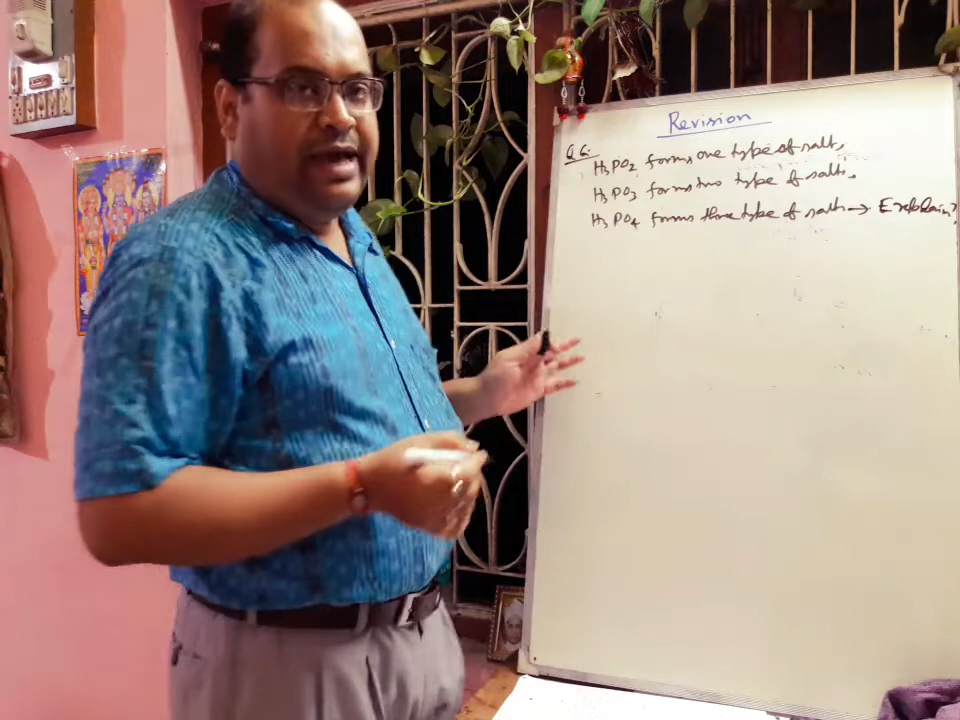 Revision
Q 6: H₃PO₂ forms one type of salt,
H₃PO₃ forms two type of salts,
H₃PO₄ forms three type of salts → Explain?